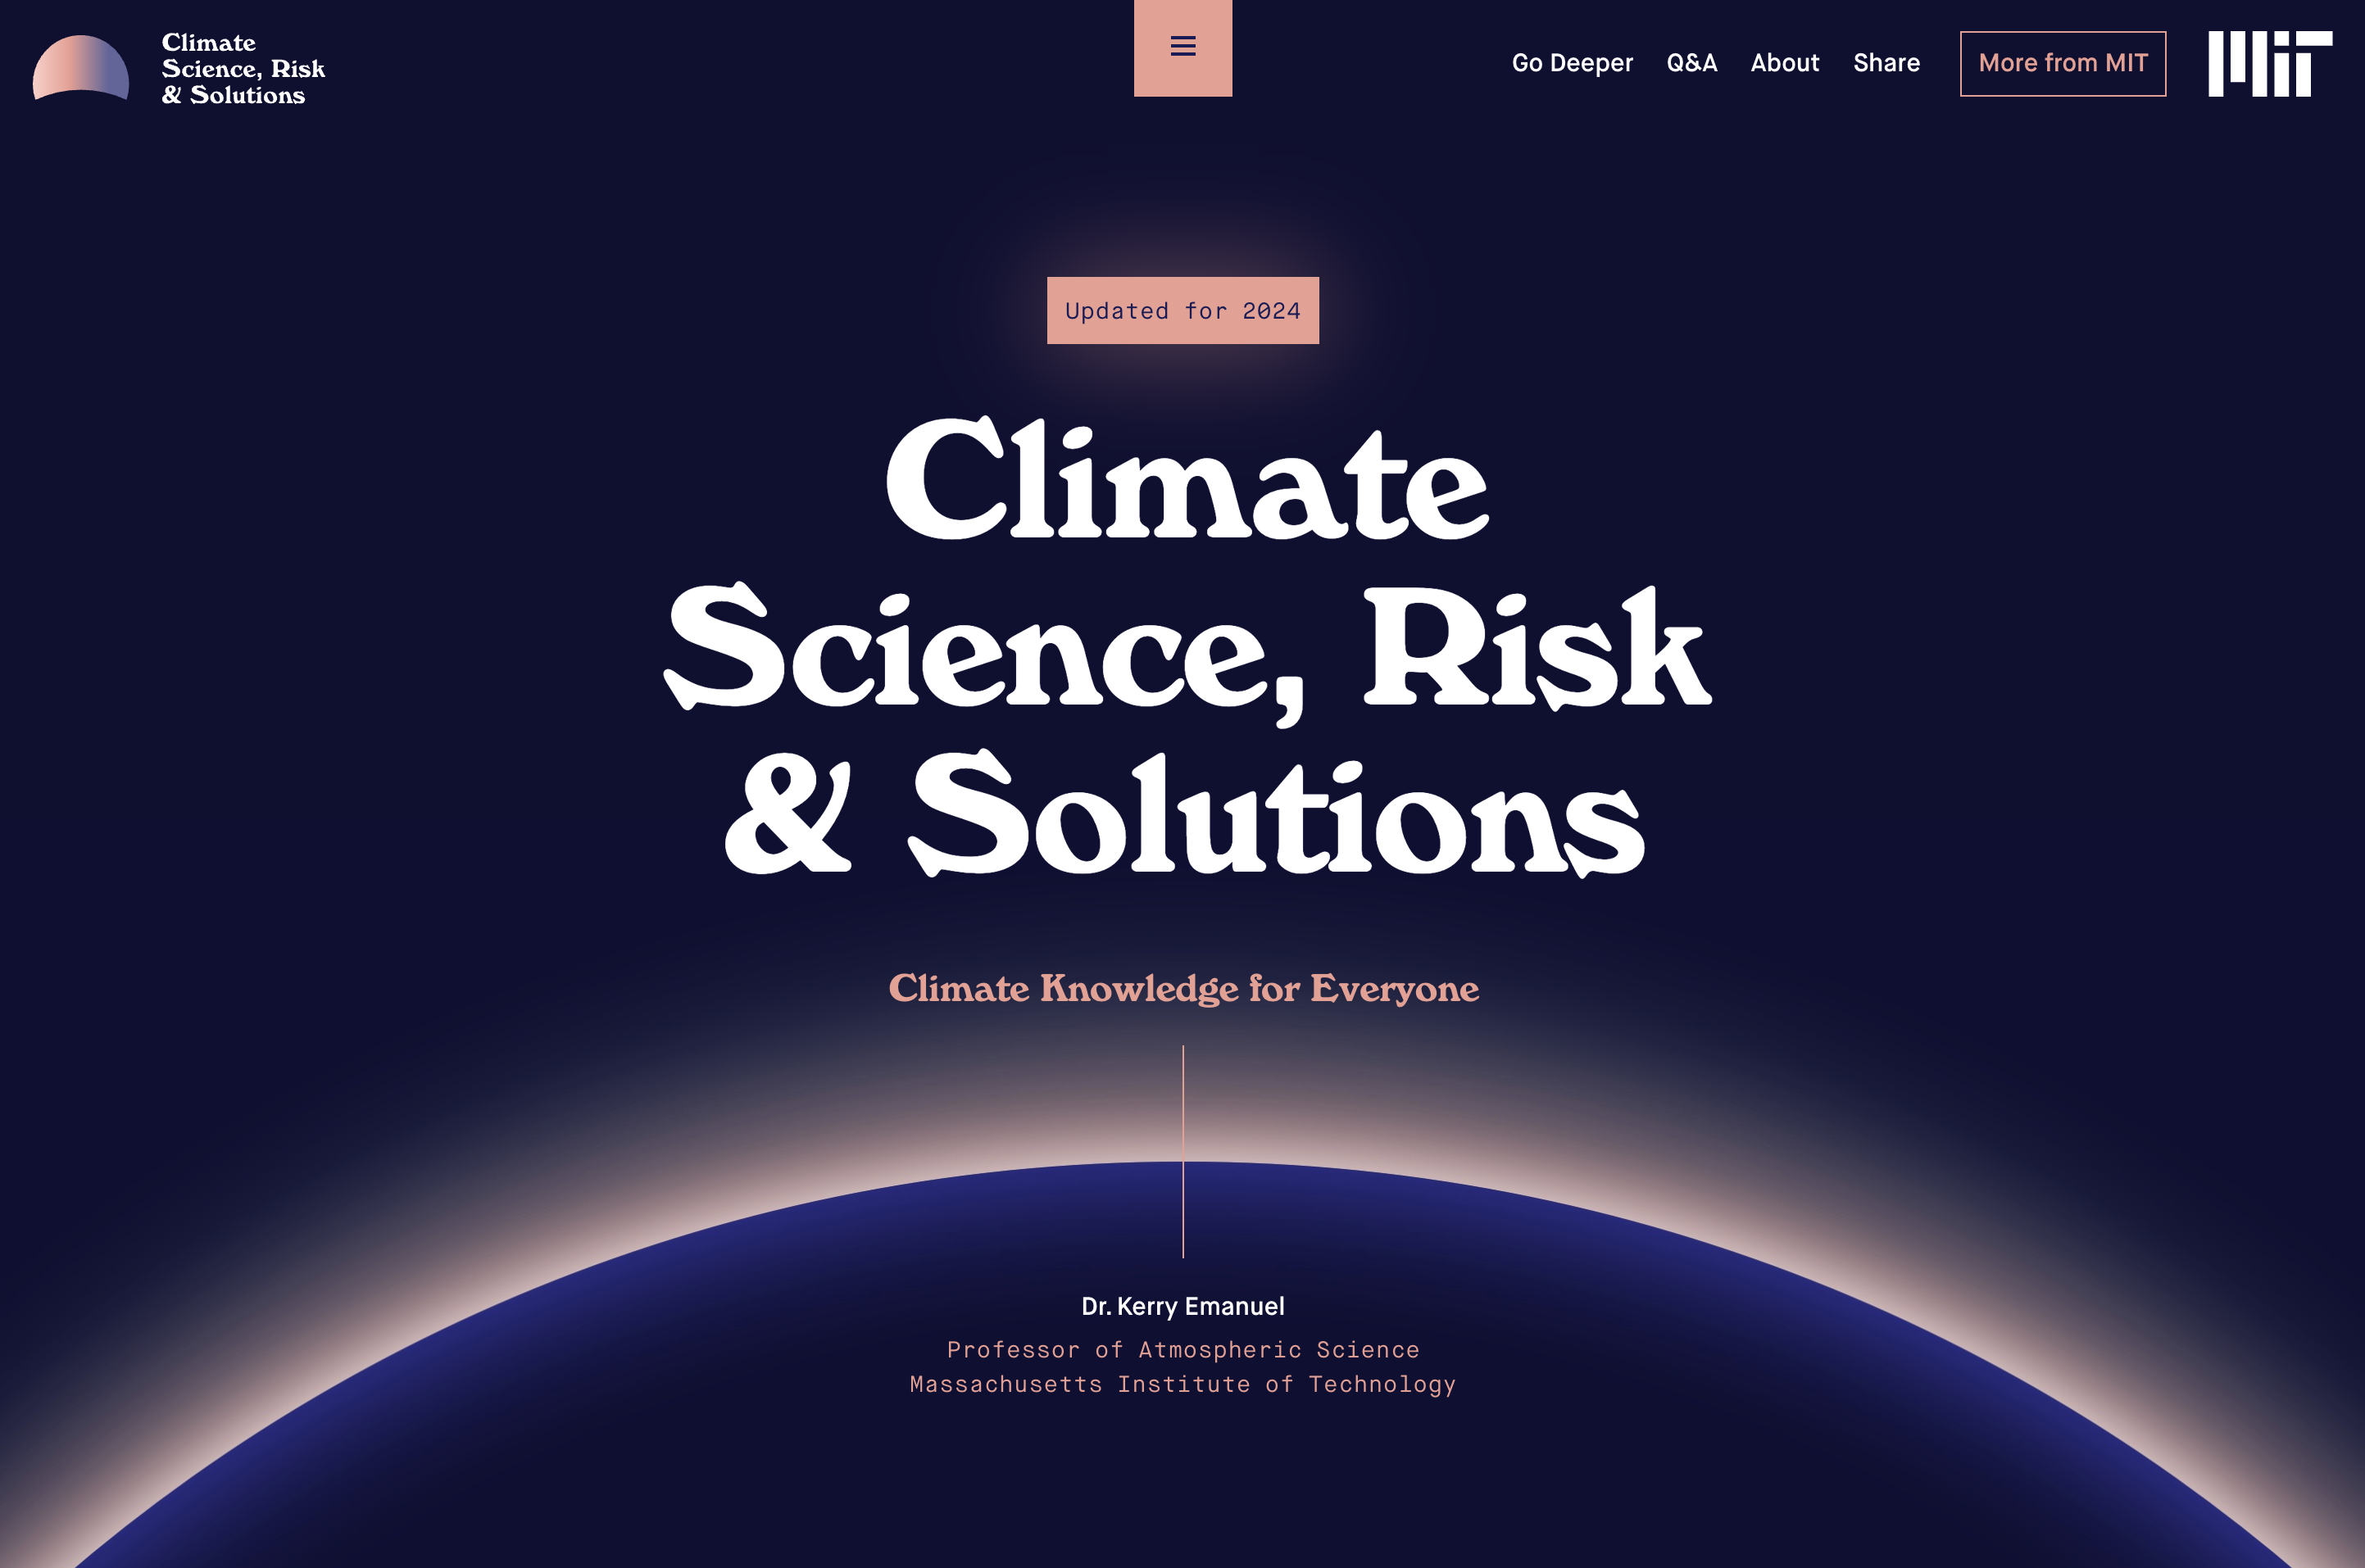 Climate
Science, Risk
& Solutions
Go Deeper Q&A About Share More from MIT MIT
Updated for 2024
Climate
Science, Risk
& Solutions
Climate Knowledge for Everyone
Dr. Kerry Emanuel
Professor of Atmospheric Science
Massachusetts Institute of Technology